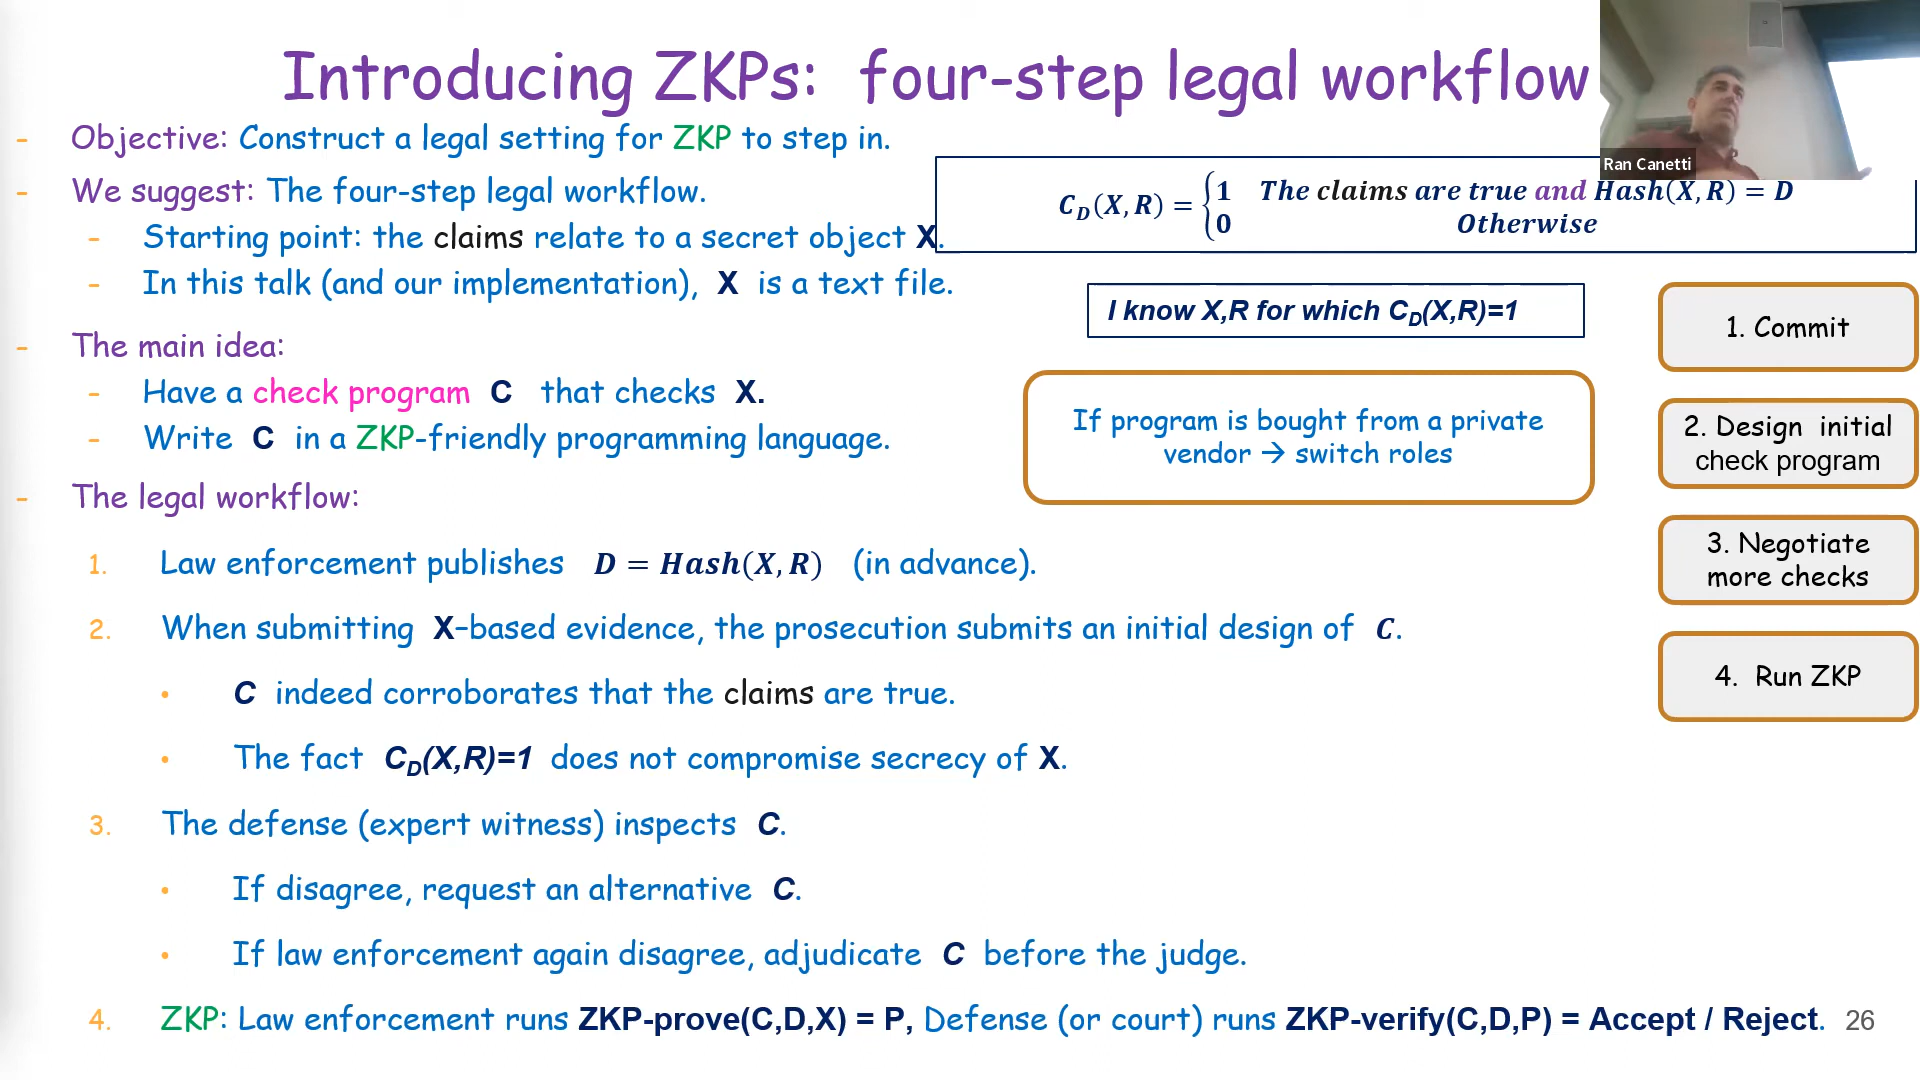 Introducing ZKPs: four-step legal workflow
Ran Canetti
- Objective: Construct a legal setting for ZKP to step in.
- We suggest: The four-step legal workflow.
- Starting point: the claims relate to a secret object X.
- In this talk (and our implementation), X is a text file.
- The main idea:
- Have a check program C that checks X.
- Write C in a ZKP-friendly programming language.
- The legal workflow:
1. Law enforcement publishes D = Hash(X, R) (in advance).
2. When submitting X–based evidence, the prosecution submits an initial design of C.
• C indeed corroborates that the claims are true.
• The fact C_D(X,R)=1 does not compromise secrecy of X.
3. The defense (expert witness) inspects C.
• If disagree, request an alternative C.
• If law enforcement again disagree, adjudicate C before the judge.
4. ZKP: Law enforcement runs ZKP-prove(C,D,X) = P, Defense (or court) runs ZKP-verify(C,D,P) = Accept / Reject.
C_D(X, R) = { 1 The claims are true and Hash(X, R) = D
0 Otherwise
I know X,R for which C_D(X,R)=1
If program is bought from a private
vendor → switch roles
1. Commit
2. Design initial
check program
3. Negotiate
more checks
4. Run ZKP
26